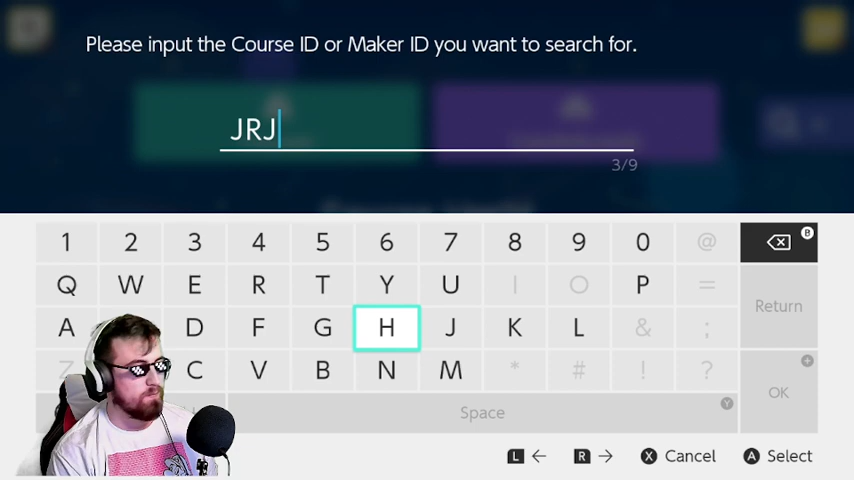 Please input the Course ID or Maker ID you want to search for.
JRJ
3/9
1 2 3 4 5 6 7 8 9 0 @
B
Q W E R T Y U I O P =
Return
A D F G H J K L & ;
Z C V B N M * # ! ?
+
OK
Space
Y
L ← R → X Cancel A Select